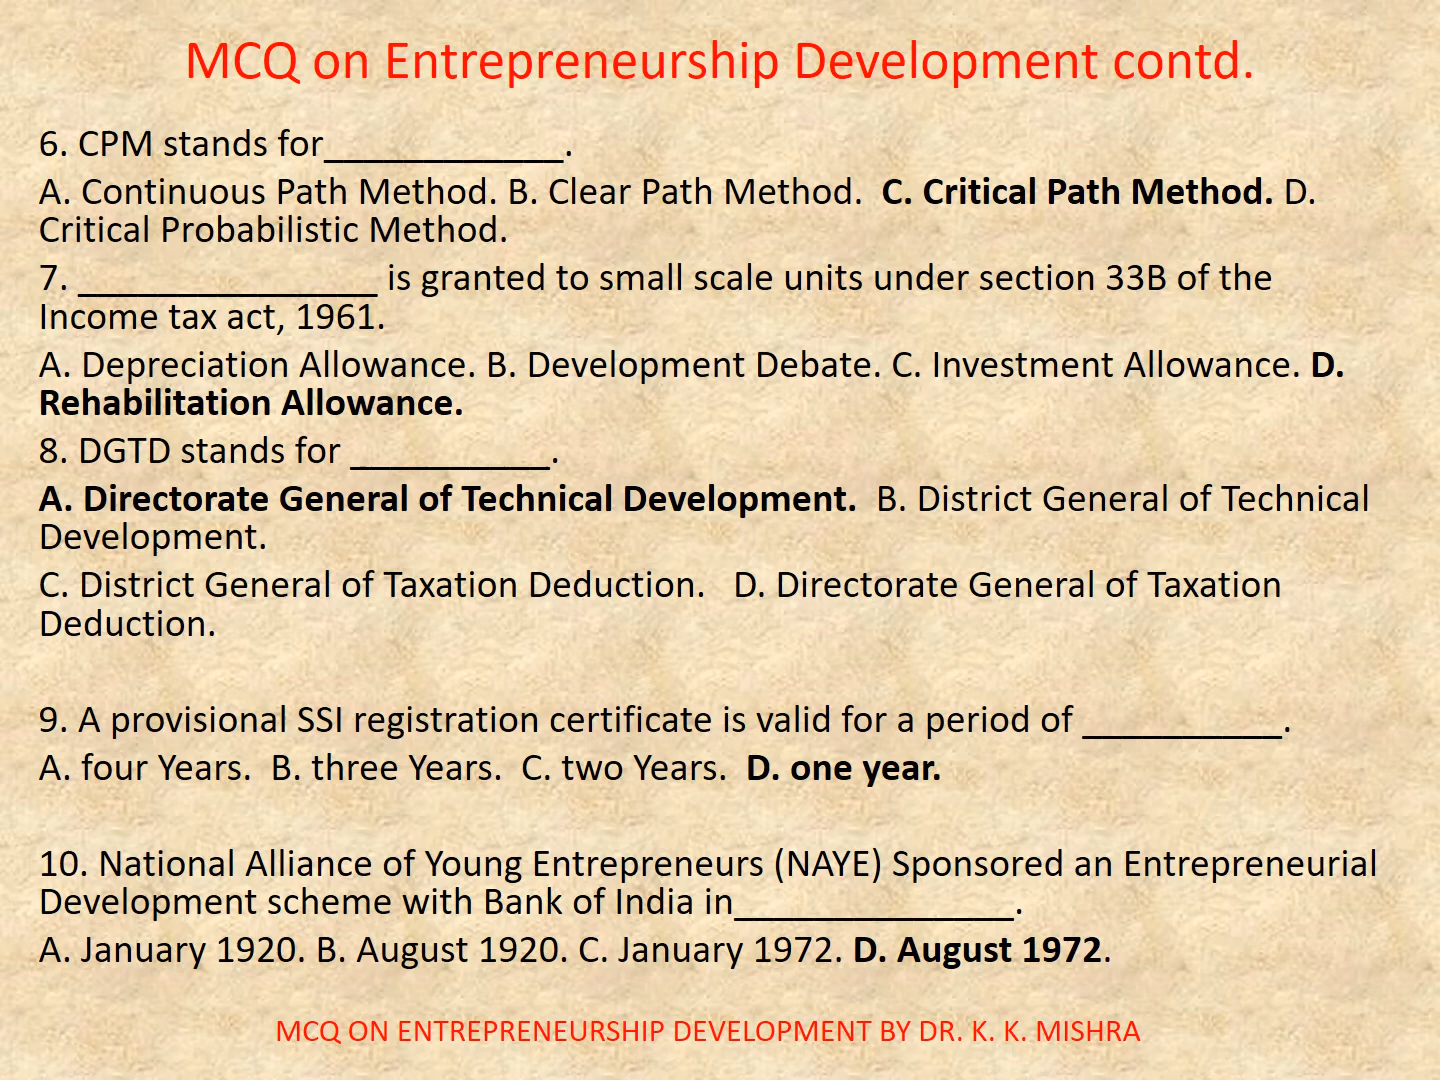 MCQ on Entrepreneurship Development contd.
6. CPM stands for____________.
A. Continuous Path Method. B. Clear Path Method.  C. Critical Path Method. D.
Critical Probabilistic Method.
7. _______________ is granted to small scale units under section 33B of the
Income tax act, 1961.
A. Depreciation Allowance. B. Development Debate. C. Investment Allowance. D.
Rehabilitation Allowance.
8. DGTD stands for __________.
A. Directorate General of Technical Development.  B. District General of Technical
Development.
C. District General of Taxation Deduction.   D. Directorate General of Taxation
Deduction.
9. A provisional SSI registration certificate is valid for a period of __________.
A. four Years.  B. three Years.  C. two Years.  D. one year.
10. National Alliance of Young Entrepreneurs (NAYE) Sponsored an Entrepreneurial
Development scheme with Bank of India in______________.
A. January 1920. B. August 1920. C. January 1972. D. August 1972.
MCQ ON ENTREPRENEURSHIP DEVELOPMENT BY DR. K. K. MISHRA